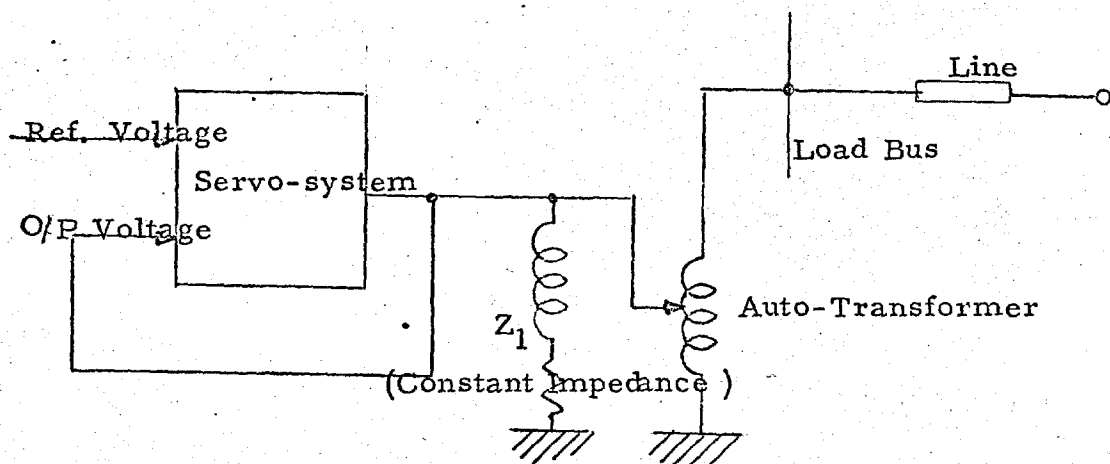 Line
Ref. Voltage
Load Bus
Servo-system
O/P Voltage
Auto-Transformer
Z1
(Constant Impedance)